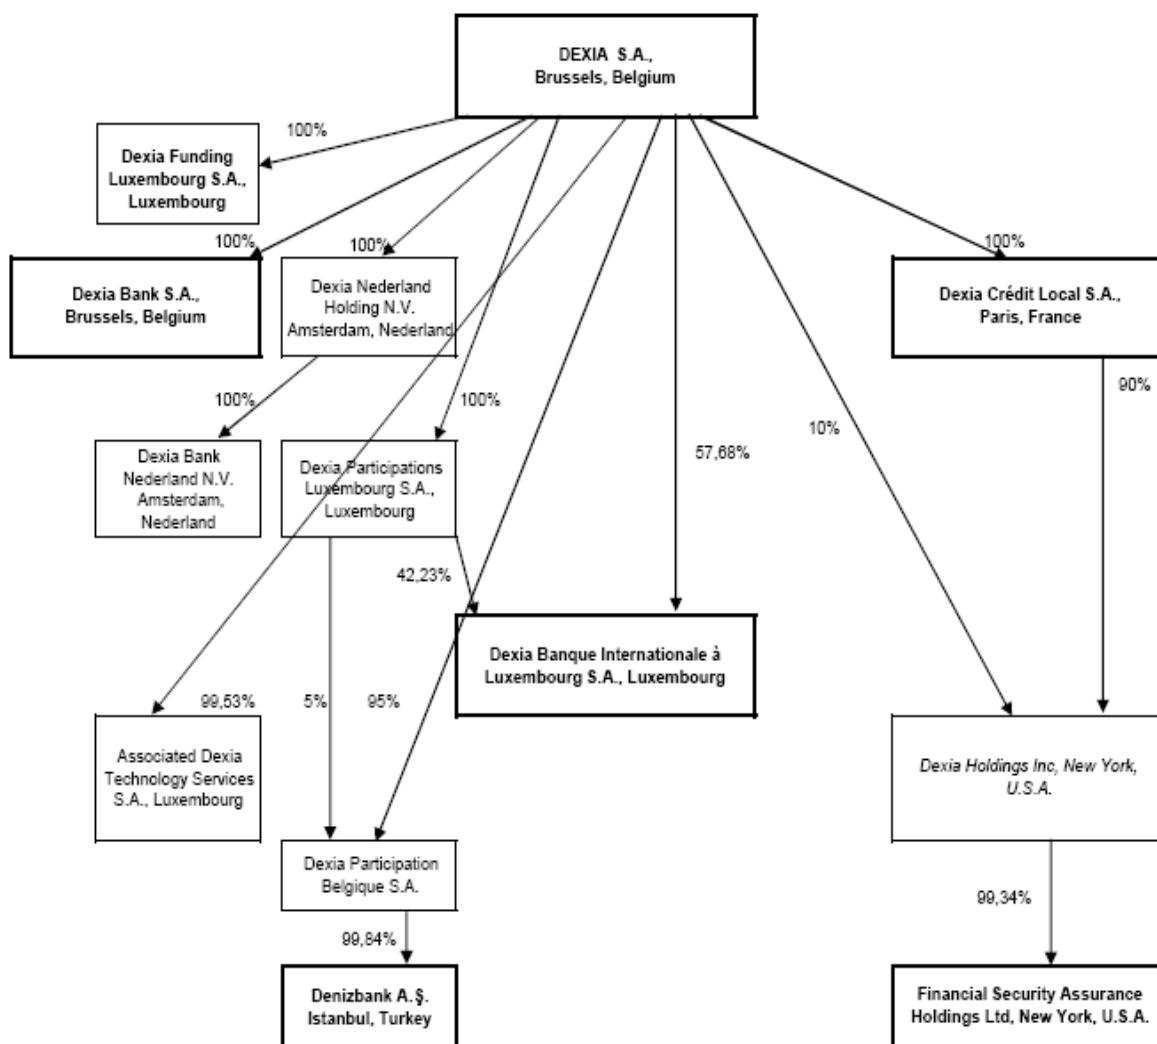 DEXIA S.A.,
Brussels, Belgium
100%
Dexia Funding
Luxembourg S.A.,
Luxembourg
100%
100%
100%
Dexia Bank S.A.,
Brussels, Belgium
Dexia Nederland
Holding N.V.
Amsterdam, Nederland
Dexia Crédit Local S.A.,
Paris, France
100%
100%
10%
90%
57,68%
Dexia Bank
Nederland N.V.
Amsterdam,
Nederland
Dexia Participations
Luxembourg S.A.,
Luxembourg
42,23%
Dexia Banque Internationale à
Luxembourg S.A., Luxembourg
99,53%
5%
95%
Associated Dexia
Technology Services
S.A., Luxembourg
Dexia Holdings Inc, New York,
U.S.A.
Dexia Participation
Belgique S.A.
99,84%
99,34%
Denizbank A.Ş.
Istanbul, Turkey
Financial Security Assurance
Holdings Ltd, New York, U.S.A.